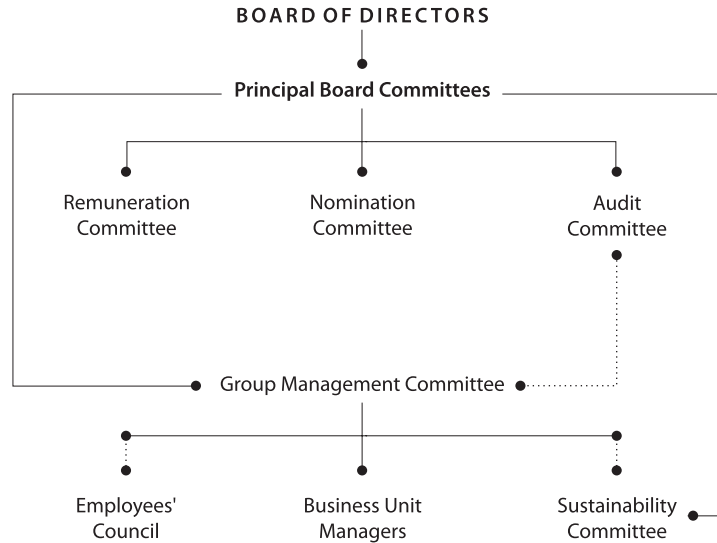 BOARD OF DIRECTORS
Principal Board Committees
Remuneration
Committee
Nomination
Committee
Audit
Committee
Group Management Committee
Employees'
Council
Business Unit
Managers
Sustainability
Committee